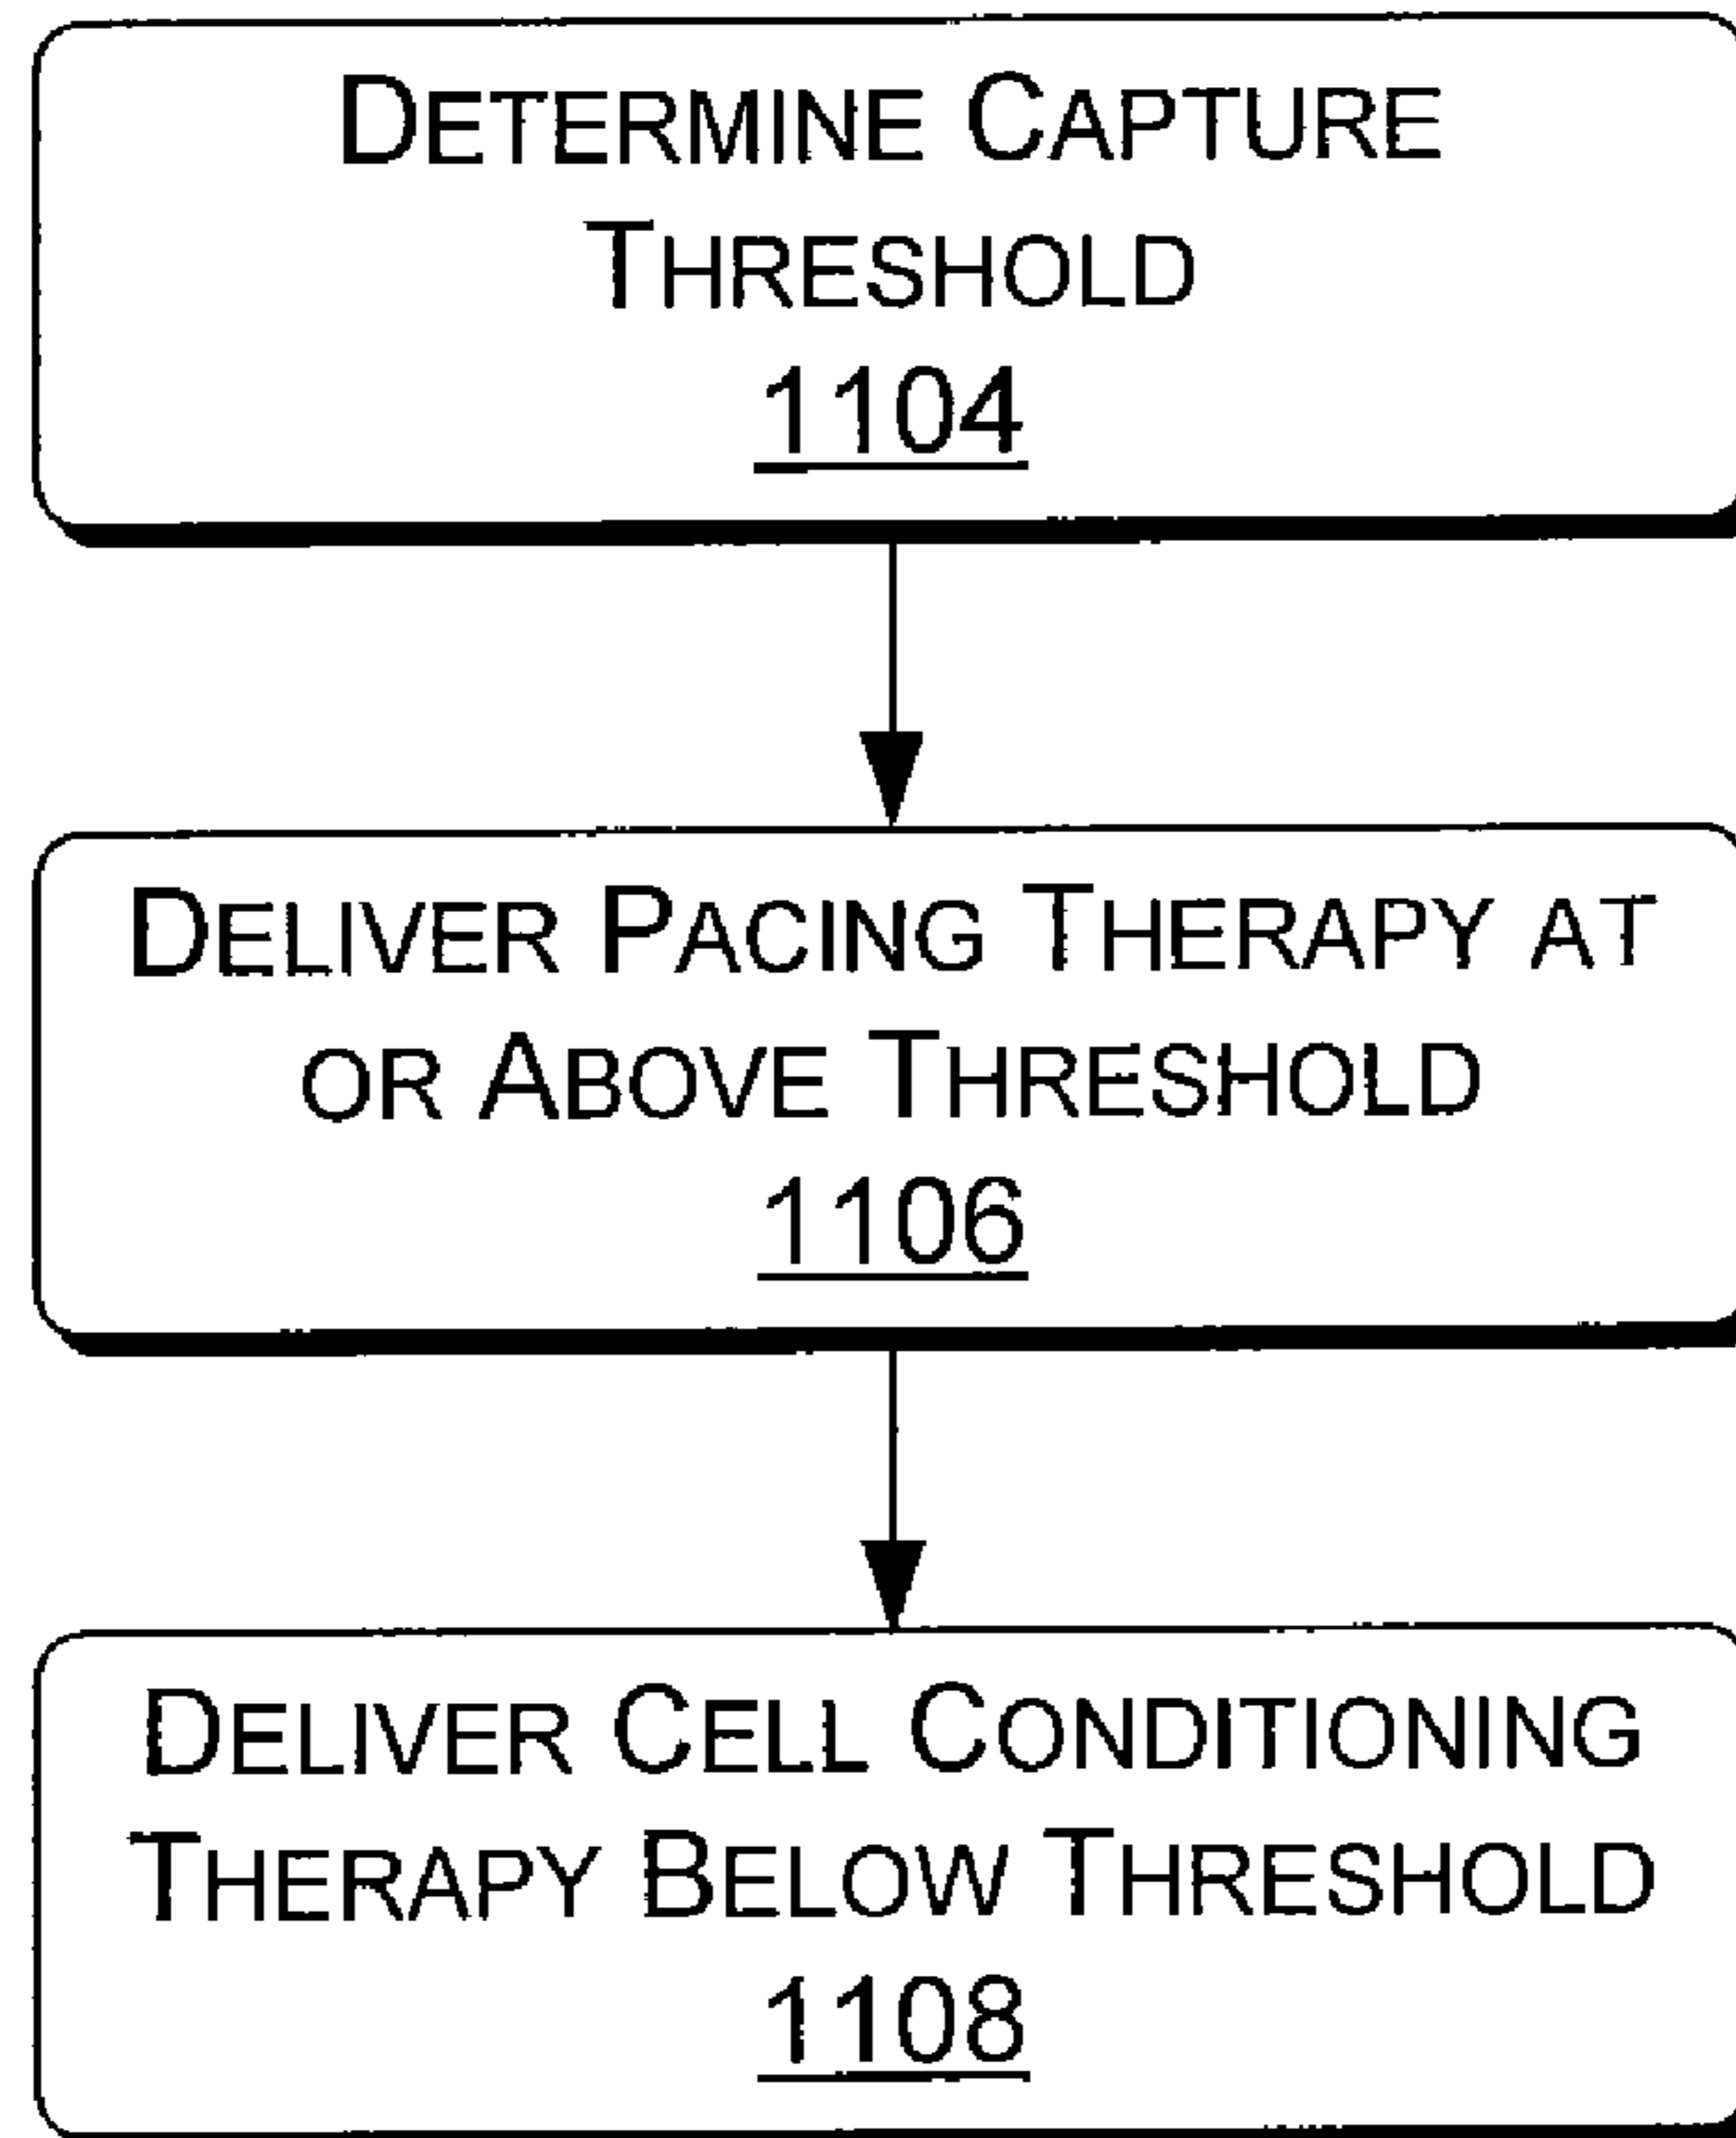 DETERMINE CAPTURE
THRESHOLD
1104
DELIVER PACING THERAPY AT
OR ABOVE THRESHOLD
1106
DELIVER CELL CONDITIONING
THERAPY BELOW THRESHOLD
1108